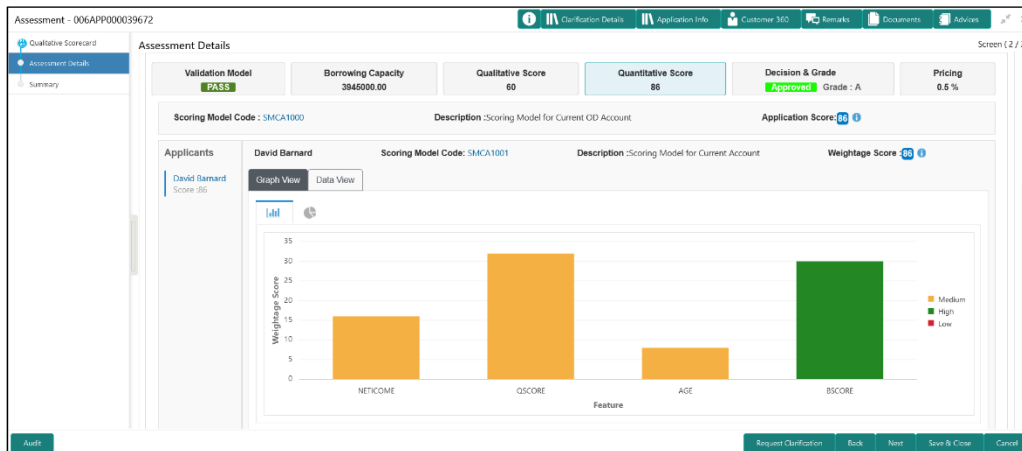 Assessment - 006APP000039672
Clarification Details
Application Info
Customer 360
Remarks
Documents
Advices
Qualitative Scorecard
Assessment Details
Summary
Assessment Details
Screen ( 2 /
Validation Model
PASS
Borrowing Capacity
3945000.00
Qualitative Score
60
Quantitative Score
86
Decision & Grade
Approved Grade : A
Pricing
0.5 %
Scoring Model Code : SMCA1000
Description :Scoring Model for Current OD Account
Application Score: 86
Applicants
David Barnard
Score :86
David Barnard
Scoring Model Code: SMCA1001
Description :Scoring Model for Current Account
Weightage Score :86
Graph View
Data View
35
30
25
20
15
10
5
0
Weightage Score
NETICOME
QSCORE
AGE
BSCORE
Feature
Medium
High
Low
Audit
Request Clarification
Back
Next
Save & Close
Cancel